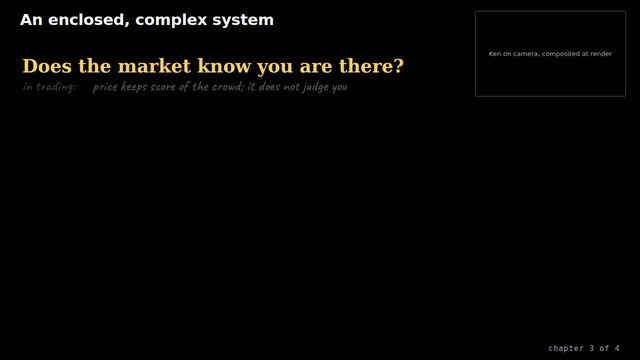 An enclosed, complex system
Ken on camera, composited at render
Does the market know you are there?
in trading: price keeps score of the crowd; it does not judge you
chapter 3 of 4